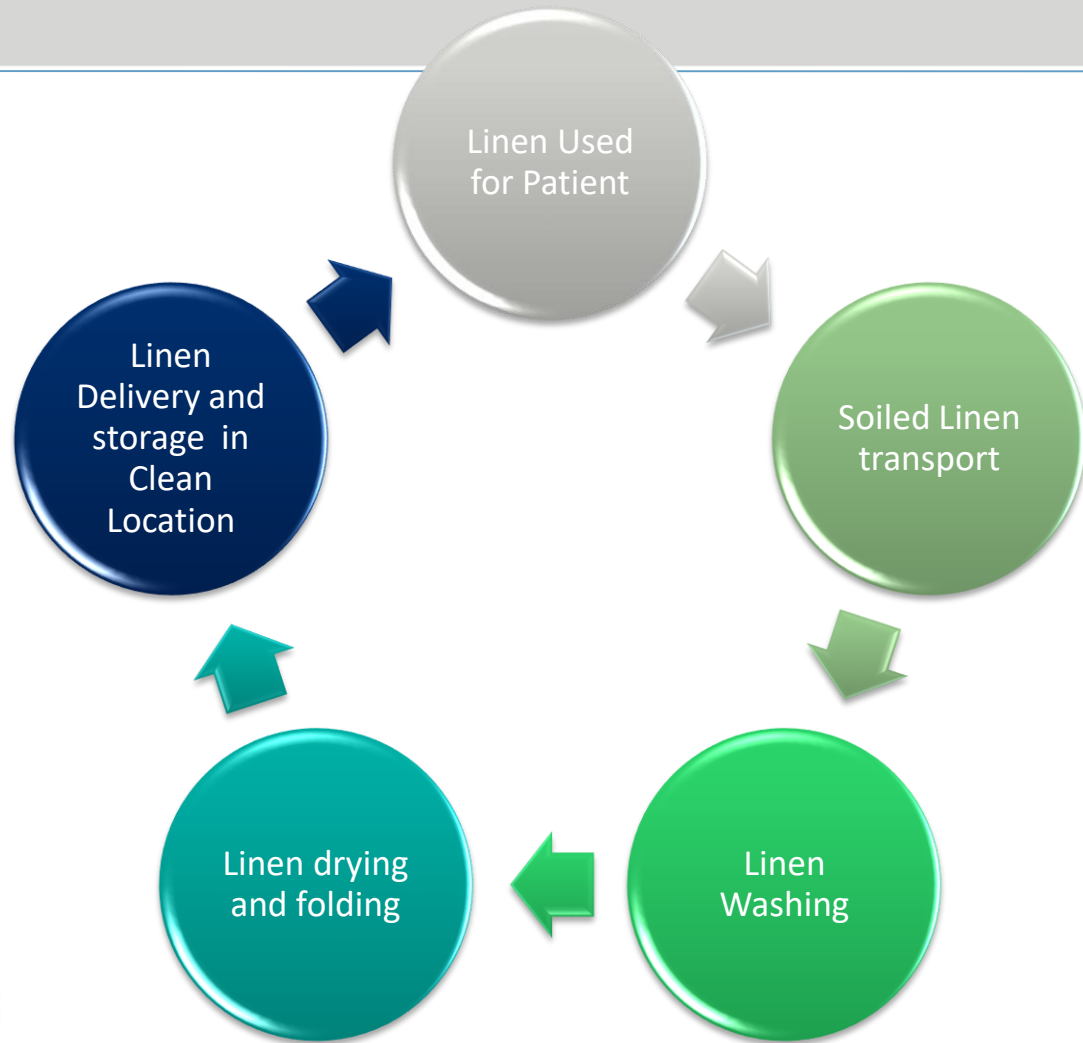 Linen Used
for Patient
Soiled Linen
transport
Linen
Washing
Linen drying
and folding
Linen
Delivery and
storage  in
Clean
Location